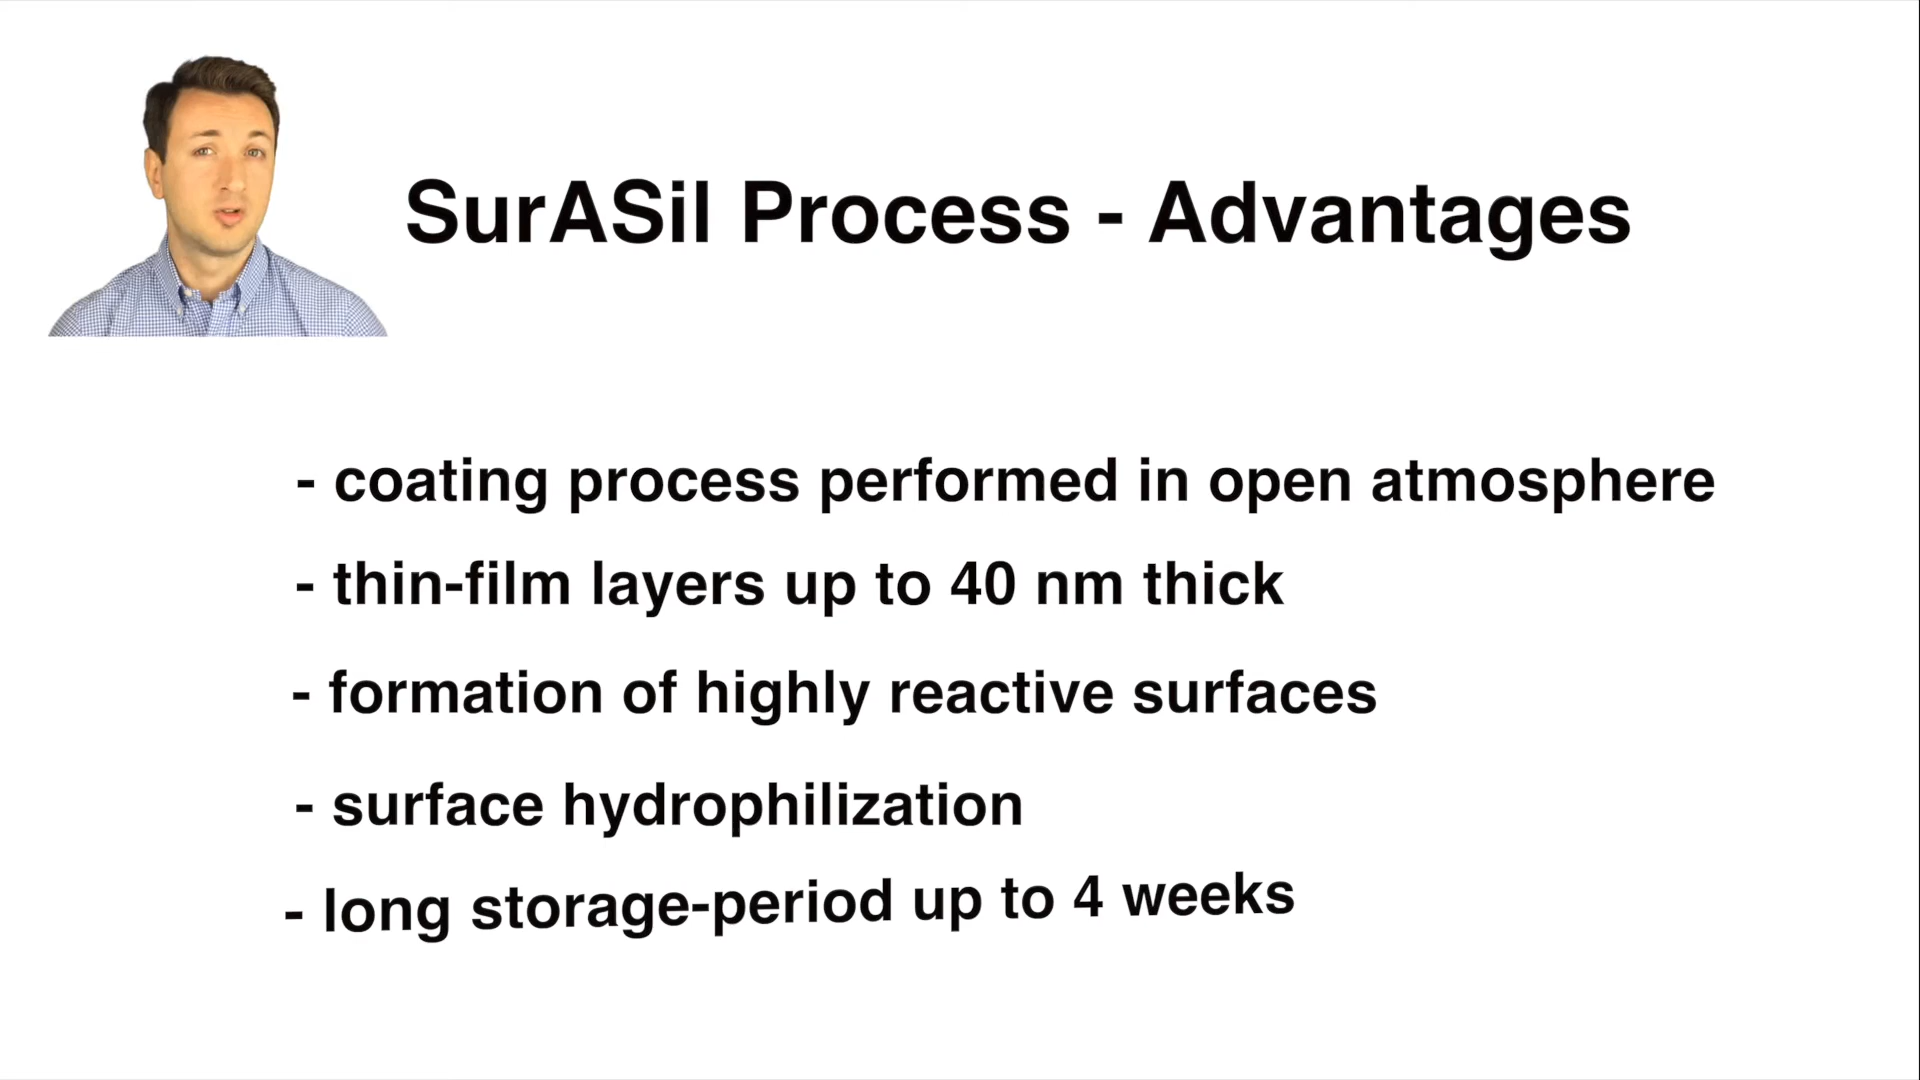 SurASil Process - Advantages
- coating process performed in open atmosphere
- thin-film layers up to 40 nm thick
- formation of highly reactive surfaces
- surface hydrophilization
- long storage-period up to 4 weeks